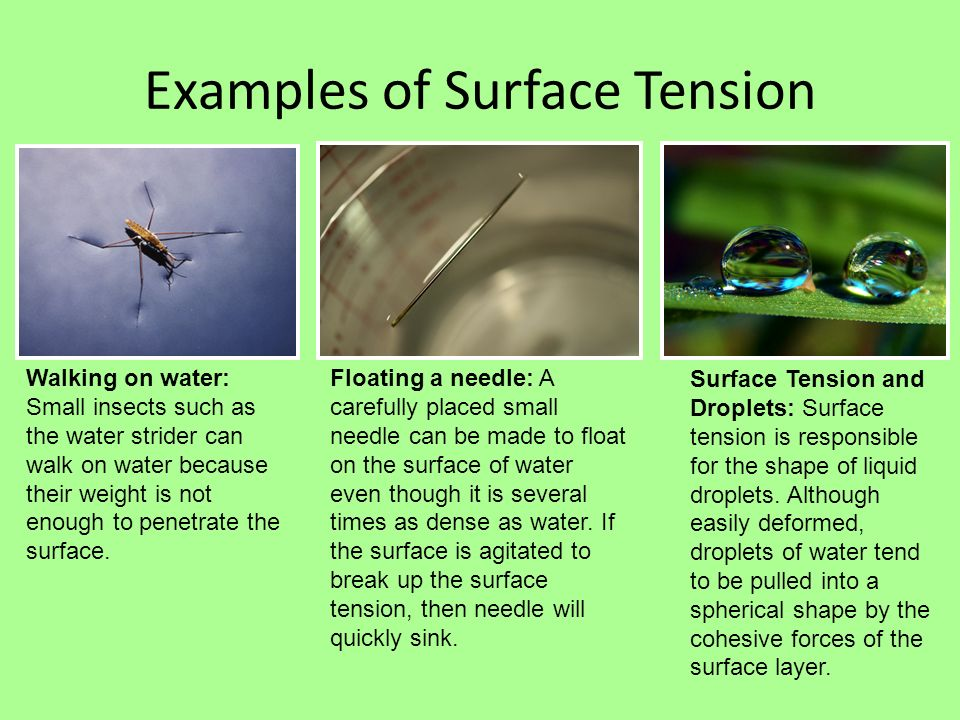 Examples of Surface Tension
Walking on water:
Small insects such as
the water strider can
walk on water because
their weight is not
enough to penetrate the
surface.
Floating a needle: A
carefully placed small
needle can be made to float
on the surface of water
even though it is several
times as dense as water. If
the surface is agitated to
break up the surface
tension, then needle will
quickly sink.
Surface Tension and
Droplets: Surface
tension is responsible
for the shape of liquid
droplets. Although
easily deformed,
droplets of water tend
to be pulled into a
spherical shape by the
cohesive forces of the
surface layer.